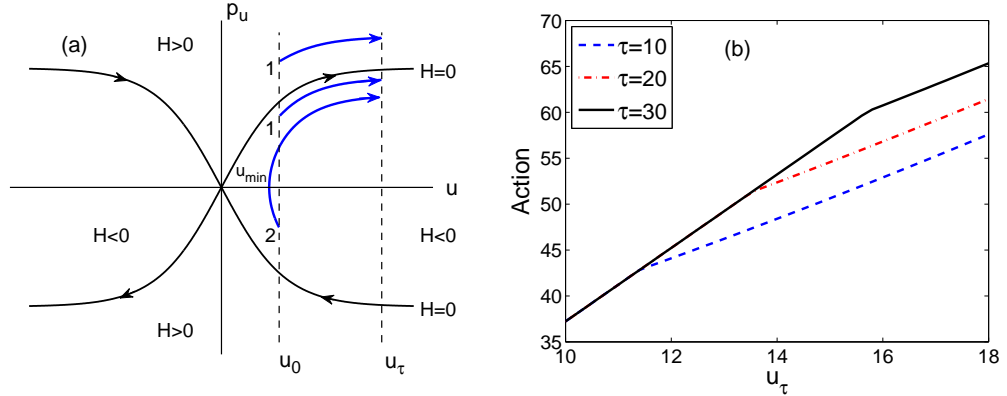 (a)
H>0
p_u
1
H=0
1
u_min
u
H<0
2
H<0
H>0
H=0
u_0
u_τ
70
65
60
55
50
45
40
35
Action
τ=10
τ=20
τ=30
(b)
10
12
14
16
18
u_τ